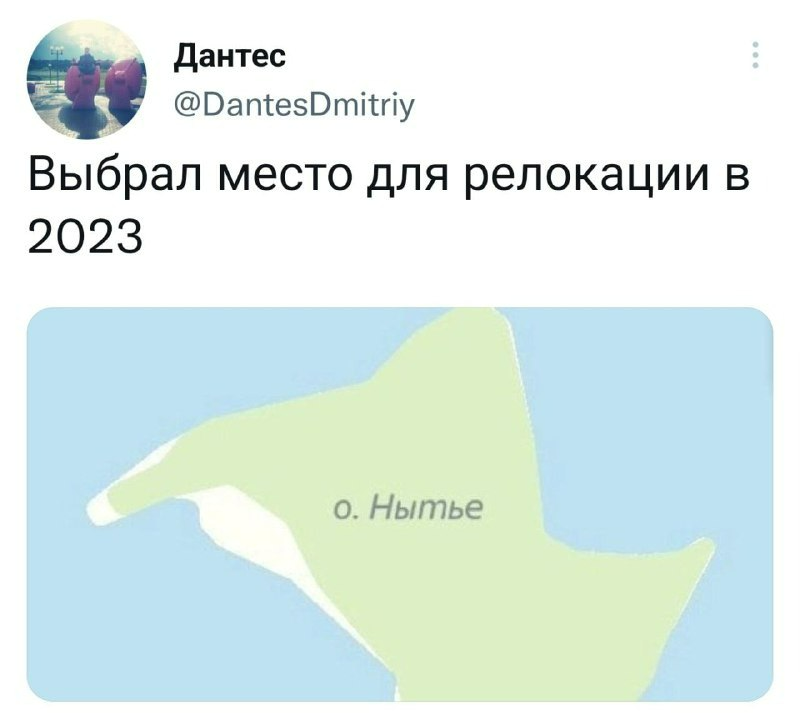 Дантес
@DantesDmitriy
Выбрал место для релокации в
2023
о. Нытье